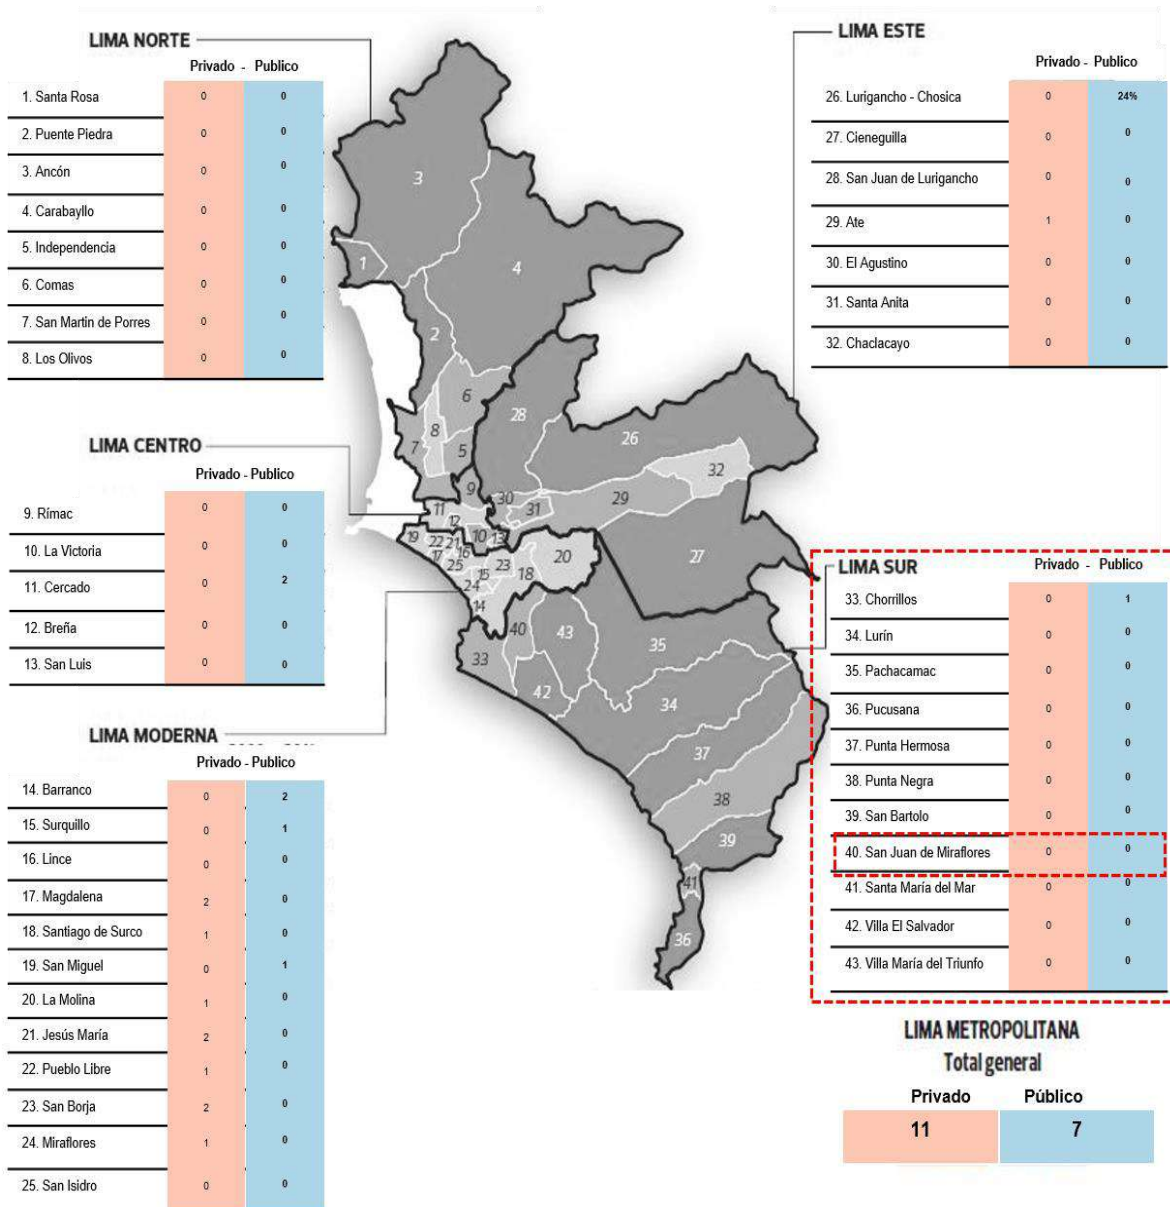 LIMA NORTE
Privado - Publico
1. Santa Rosa 0 0
2. Puente Piedra 0 0
3. Ancón 0 0
4. Carabayllo 0 0
5. Independencia 0 0
6. Comas 0 0
7. San Martin de Porres 0 0
8. Los Olivos 0 0
LIMA CENTRO
Privado - Publico
9. Rímac 0 0
10. La Victoria 0 0
11. Cercado 0 2
12. Breña 0 0
13. San Luis 0 0
LIMA MODERNA
Privado - Publico
14. Barranco 0 2
15. Surquillo 0 1
16. Lince 0 0
17. Magdalena 2 0
18. Santiago de Surco 1 0
19. San Miguel 0 1
20. La Molina 1 0
21. Jesús María 2 0
22. Pueblo Libre 1 0
23. San Borja 2 0
24. Miraflores 1 0
25. San Isidro 0 0
3
4
1
2
6
28
8
7
5
26
32
9
30
31
29
11
12
10
13
19
22
21
17
16
25
23
18
20
15
24
14
27
40
43
35
33
42
34
37
38
39
41
36
LIMA ESTE
Privado - Publico
26. Lurigancho - Chosica 0 24%
27. Cieneguilla 0 0
28. San Juan de Lurigancho 0 0
29. Ate 1 0
30. El Agustino 0 0
31. Santa Anita 0 0
32. Chaclacayo 0 0
LIMA SUR
Privado - Publico
33. Chorrillos 0 1
34. Lurín 0 0
35. Pachacamac 0 0
36. Pucusana 0 0
37. Punta Hermosa 0 0
38. Punta Negra 0 0
39. San Bartolo 0 0
40. San Juan de Miraflores 0 0
41. Santa María del Mar 0 0
42. Villa El Salvador 0 0
43. Villa María del Triunfo 0 0
LIMA METROPOLITANA
Total general
Privado Público
11 7